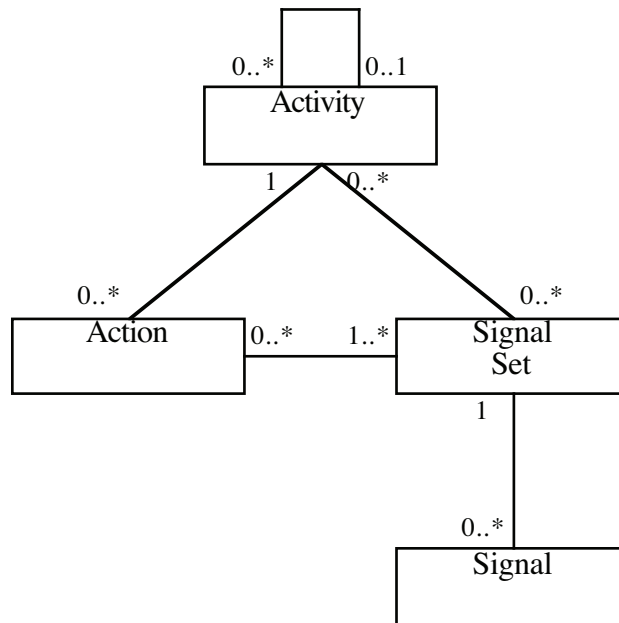 0..* 0..1
Activity
1 0..*
0..* 0..*
Action 0..* 1..* Signal
Set
1
0..*
Signal